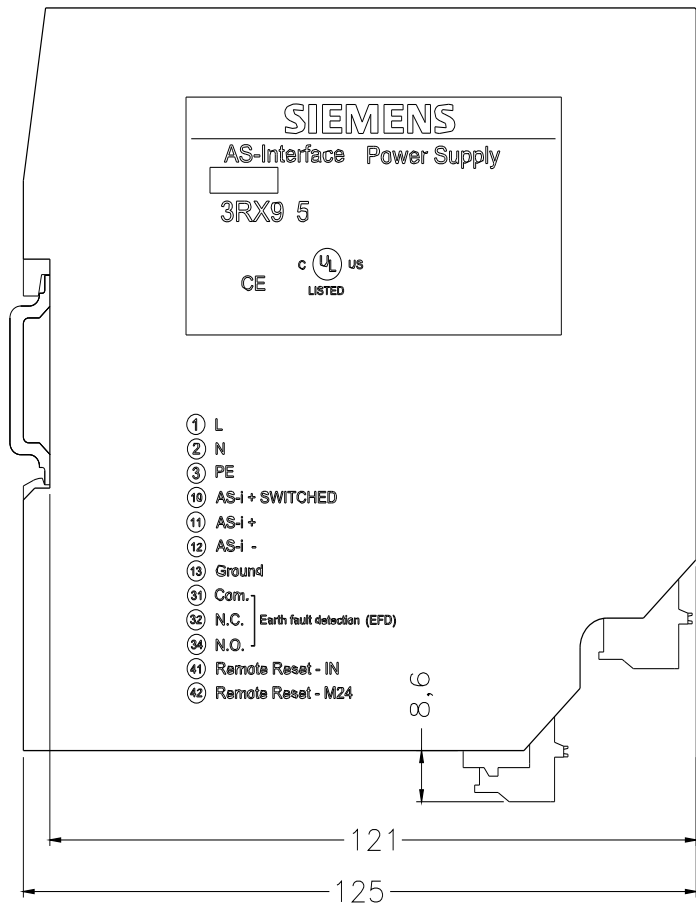 SIEMENS
AS-Interface Power Supply
3RX9 5
C UL US
LISTED
CE
1 L
2 N
3 PE
10 AS-i + SWITCHED
11 AS-i +
12 AS-i -
13 Ground
31 Com.
32 N.C. Earth fault detection (EFD)
34 N.O.
41 Remote Reset - IN
42 Remote Reset - M24
8,6
121
125